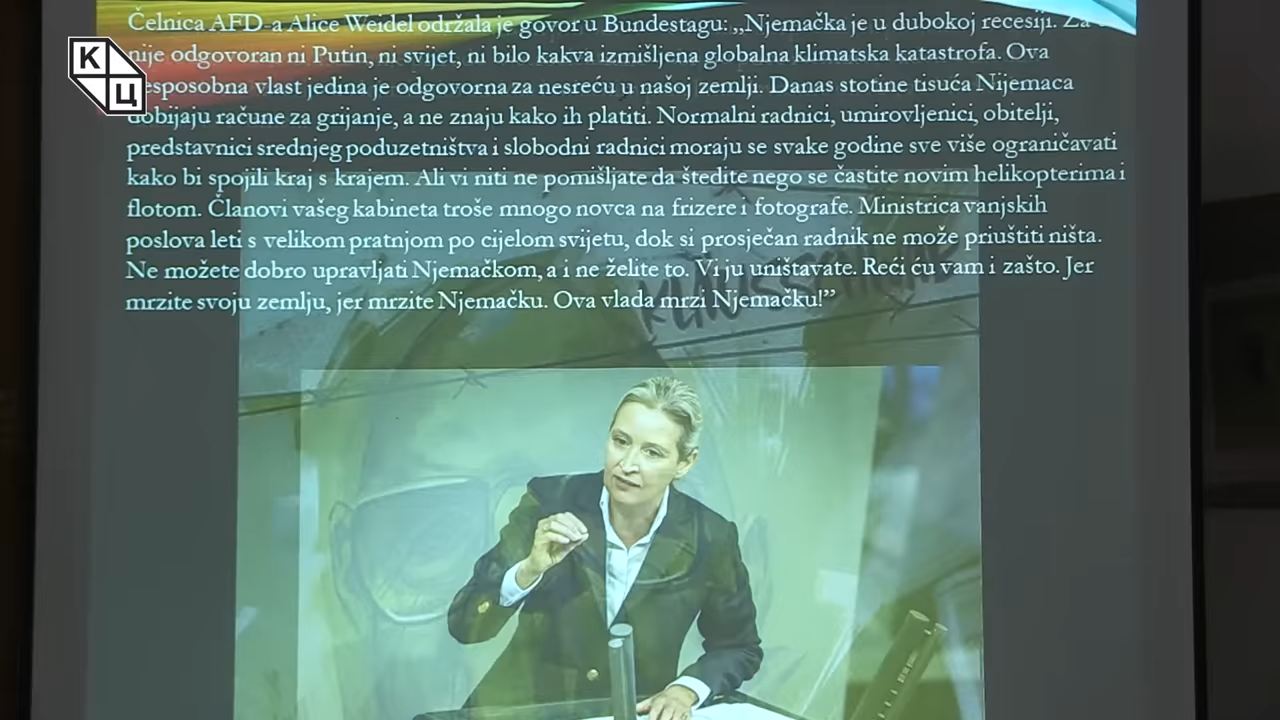 Čelnica AFD-a Alice Weidel održala je govor u Bundestagu: „Njemačka je u dubokoj recesiji. Za
nije odgovoran ni Putin, ni svijet, ni bilo kakva izmišljena globalna klimatska katastrofa. Ova
К
esposobna vlast jedina je odgovorna za nesreću u našoj zemlji. Danas stotine tisuća Nijemaca
Ц
dobijaju račune za grijanje, a ne znaju kako ih platiti. Normalni radnici, umirovljenici, obitelji,
predstavnici srednjeg poduzetništva i slobodni radnici moraju se svake godine sve više ograničavati
kako bi spojili kraj s krajem. Ali vi niti ne pomišljate da štedite nego se častite novim helikopterima i
flotom. Članovi vašeg kabineta troše mnogo novca na frizere i fotografe. Ministrica vanjskih
poslova leti s velikom pratnjom po cijelom svijetu, dok si prosječan radnik ne može priuštiti ništa.
Ne možete dobro upravljati Njemačkom, a i ne želite to. Vi ju uništavate. Reći ću vam i zašto. Jer
mrzite svoju zemlju, jer mrzite Njemačku. Ova vlada mrzi Njemačku!”